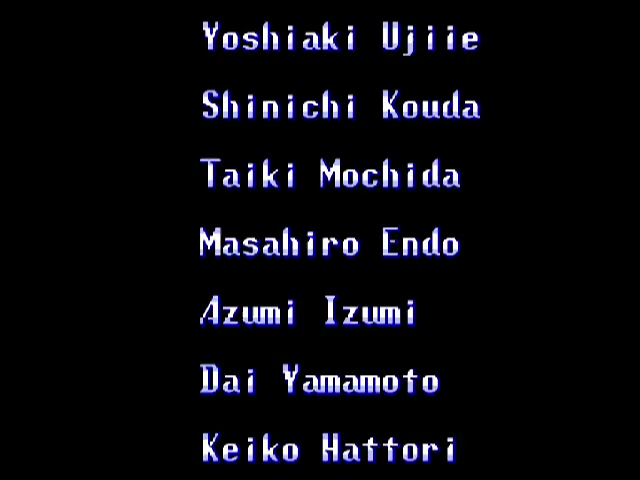 Yoshiaki Ujiie
Shinichi Kouda
Taiki Mochida
Masahiro Endo
Azumi Izumi
Dai Yamamoto
Keiko Hattori